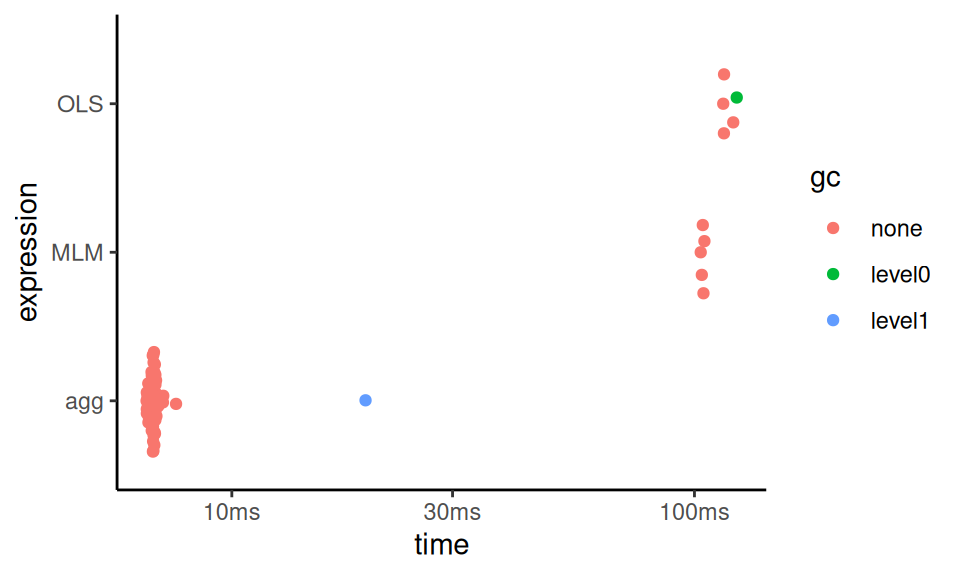 expression
OLS
MLM
agg
10ms
30ms
100ms
time
gc
none
level0
level1